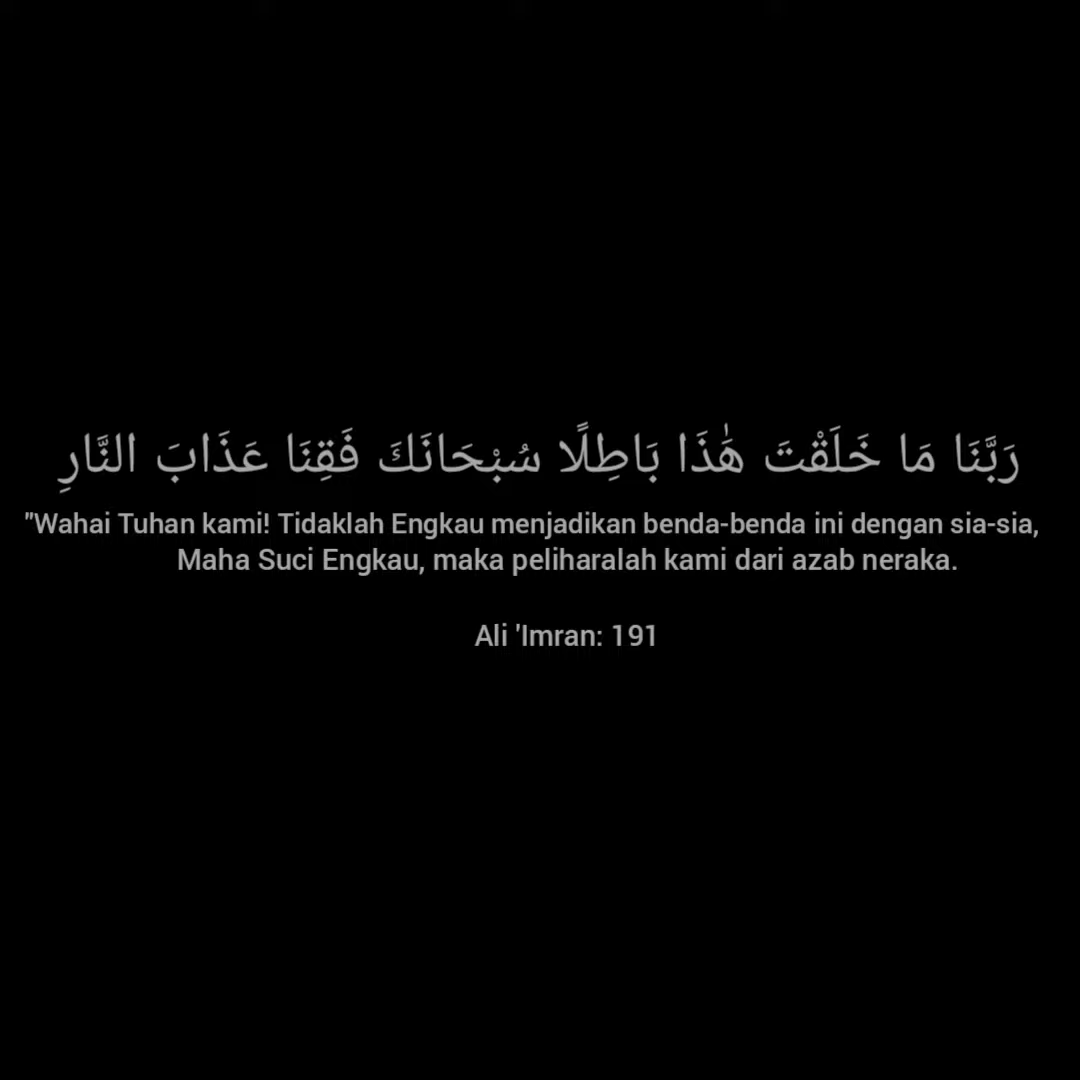 رَبَّنَا مَا خَلَقْتَ هَٰذَا بَاطِلًا سُبْحَانَكَ فَقِنَا عَذَابَ النَّارِ
"Wahai Tuhan kami! Tidaklah Engkau menjadikan benda-benda ini dengan sia-sia,
Maha Suci Engkau, maka peliharalah kami dari azab neraka.
Ali 'Imran: 191